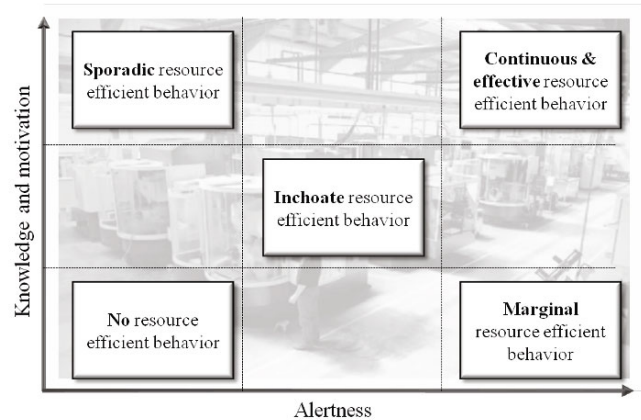 Sporadic resource
efficient behavior
Continuous &
effective resource
efficient behavior
Knowledge and motivation
Inchoate resource
efficient behavior
No resource
efficient behavior
Marginal
resource efficient
behavior
Alertness